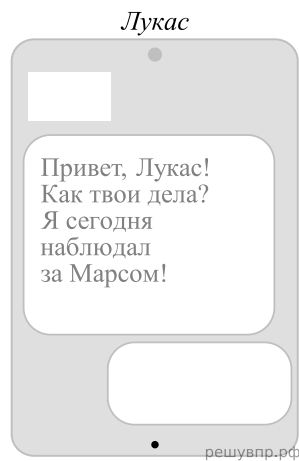 Лукас
Привет, Лукас!
Как твои дела?
Я сегодня
наблюдал
за Марсом!
решувпр.рф